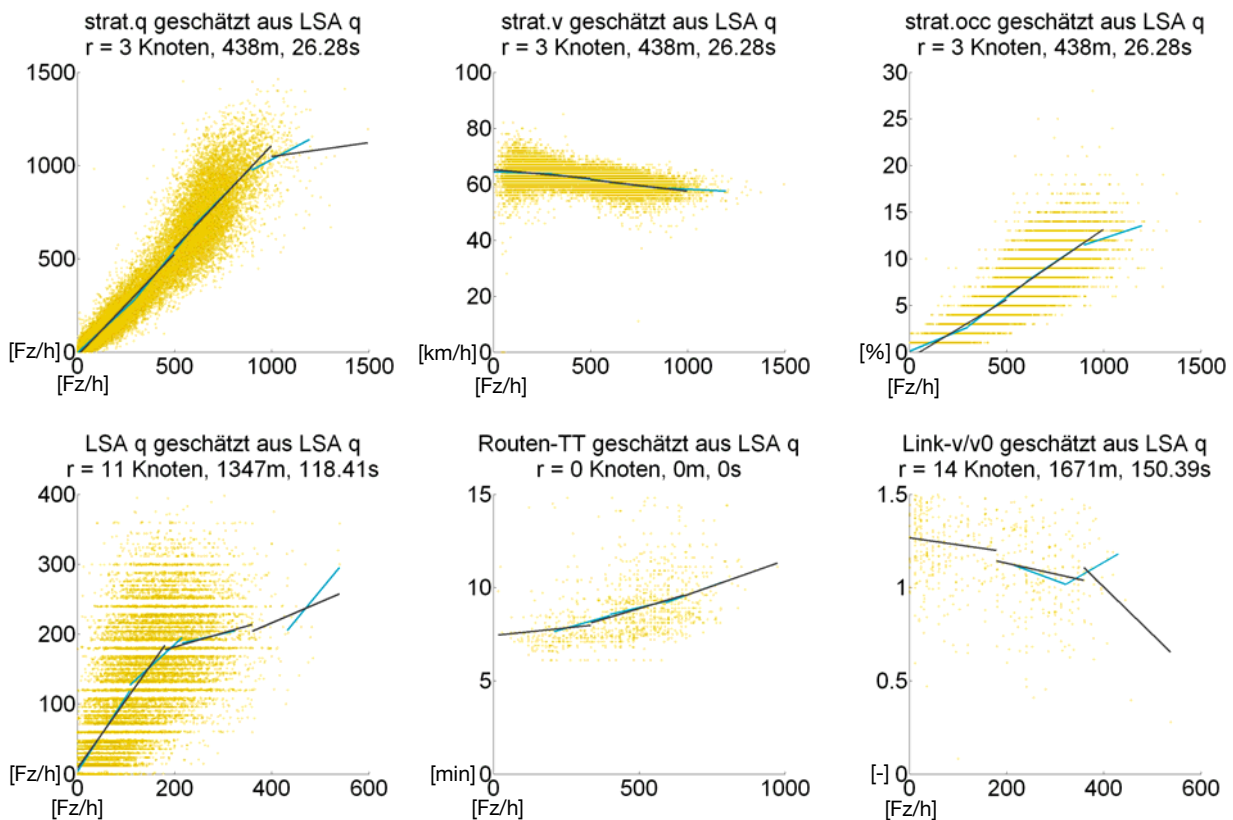 strat.q geschätzt aus LSA q
r = 3 Knoten, 438m, 26.28s
1500
1000
500
[Fz/h] 0
0 500 1000 1500
[Fz/h]
strat.v geschätzt aus LSA q
r = 3 Knoten, 438m, 26.28s
100
80
60
40
20
[km/h] 0
0 500 1000 1500
[Fz/h]
strat.occ geschätzt aus LSA q
r = 3 Knoten, 438m, 26.28s
30
25
20
15
10
5
[%] 0
0 500 1000 1500
[Fz/h]
LSA q geschätzt aus LSA q
r = 11 Knoten, 1347m, 118.41s
400
300
200
100
[Fz/h] 0
0 200 400 600
[Fz/h]
Routen-TT geschätzt aus LSA q
r = 0 Knoten, 0m, 0s
15
10
5
[min] 0
0 500 1000
[Fz/h]
Link-v/v0 geschätzt aus LSA q
r = 14 Knoten, 1671m, 150.39s
1.5
1
0.5
[-] 0
0 200 400 600
[Fz/h]